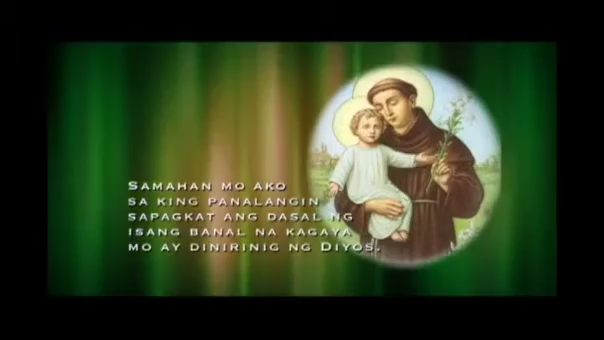 Samahan mo ako
sa king panalangin
sapagkat ang dasal ng
isang banal na kagaya
mo ay dinirinig ng Diyos.